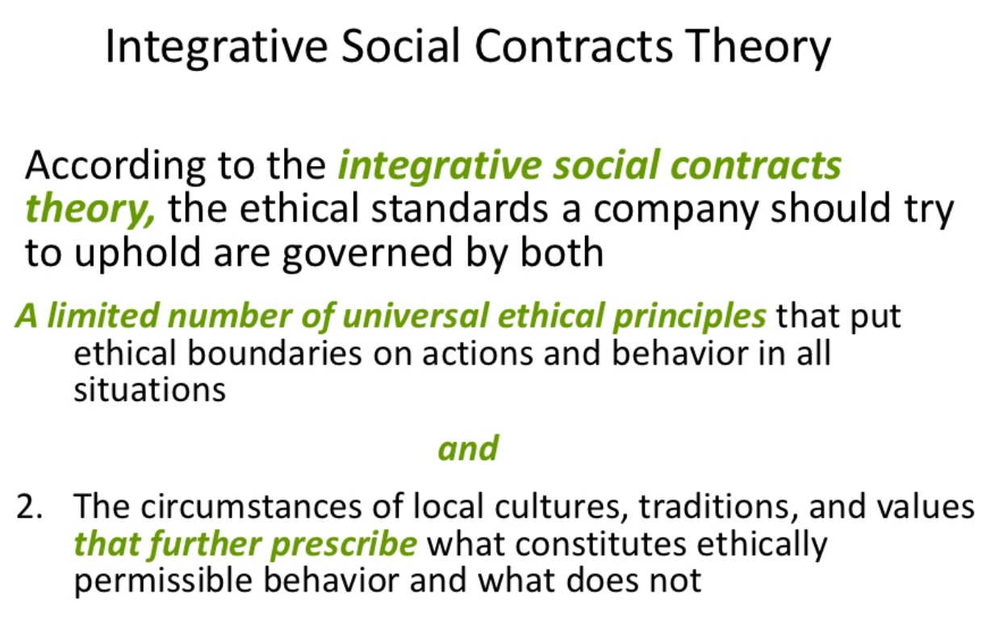 Integrative Social Contracts Theory
According to the integrative social contracts
theory, the ethical standards a company should try
to uphold are governed by both
A limited number of universal ethical principles that put
ethical boundaries on actions and behavior in all
situations
and
2. The circumstances of local cultures, traditions, and values
that further prescribe what constitutes ethically
permissible behavior and what does not